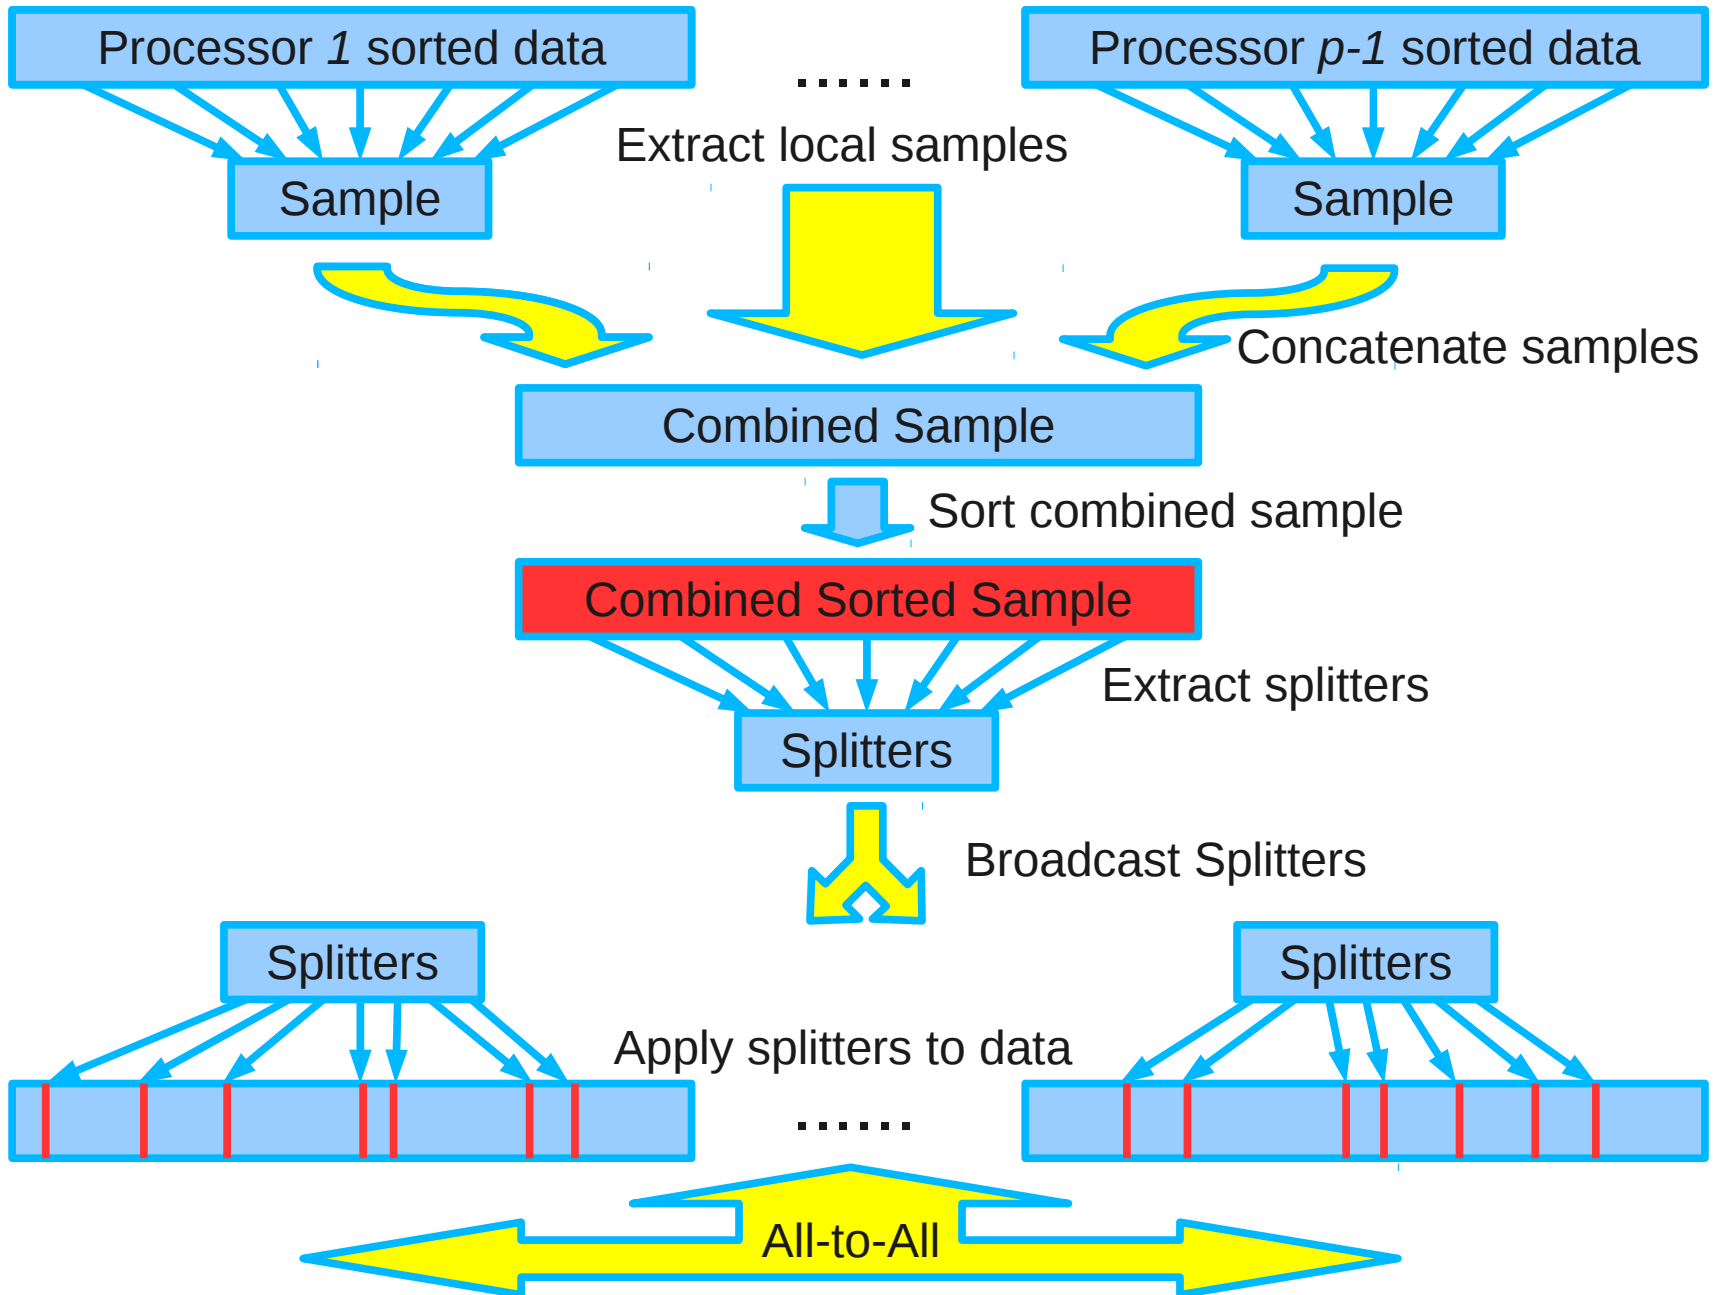 Processor 1 sorted data
Processor p-1 sorted data
......
Extract local samples
Sample
Sample
Concatenate samples
Combined Sample
Sort combined sample
Combined Sorted Sample
Extract splitters
Splitters
Broadcast Splitters
Splitters
Splitters
Apply splitters to data
......
All-to-All